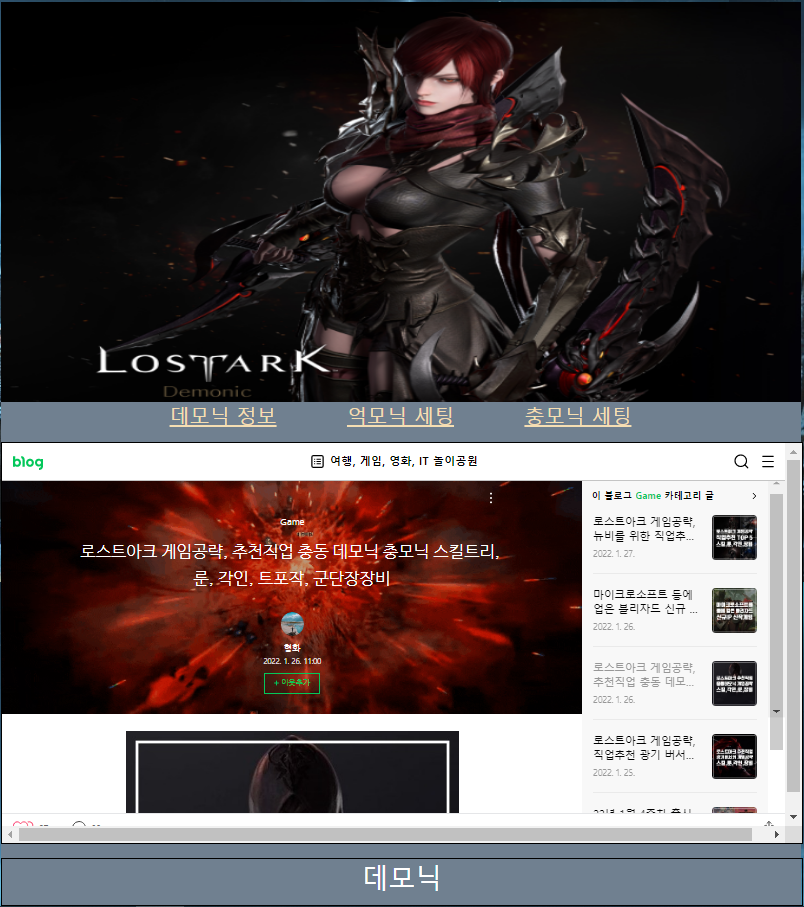 LOSTARK
Demonic
데모닉 정보 억모닉 세팅 충모닉 세팅
blog
여행, 게임, 영화, IT 놀이공원
Game
로스트아크 게임공략, 추천직업 충동 데모닉 충모닉 스킬트리,
룬, 각인, 트포작, 군단장장비
현화
2022. 1. 26. 11:00
+ 이웃추가
이 블로그 Game 카테고리 글
로스트아크 게임공략,
뉴비를 위한 직업추...
2022. 1. 27.
마이크로소프트 등에
업은 블리자드 신규 ...
2022. 1. 26.
로스트아크 게임공략,
추천직업 충동 데모...
2022. 1. 26.
로스트아크 게임공략,
직업추천 광기 버서...
2022. 1. 25.
데모닉